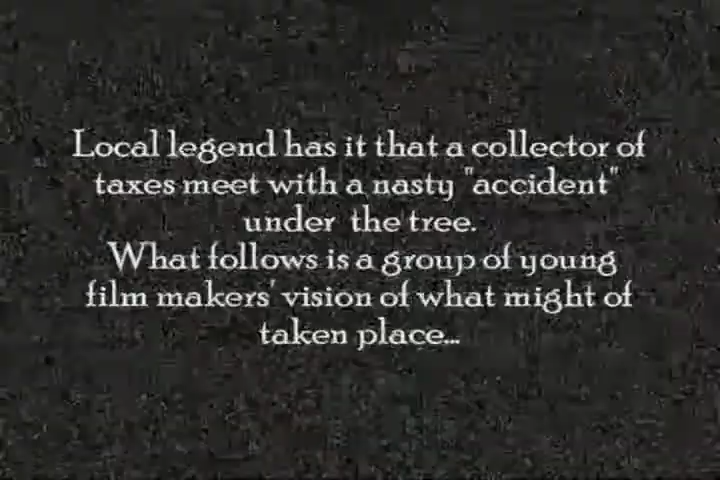 Local legend has it that a collector of
taxes meet with a nasty "accident"
under the tree.
What follows is a group of young
film makers' vision of what might of
taken place...